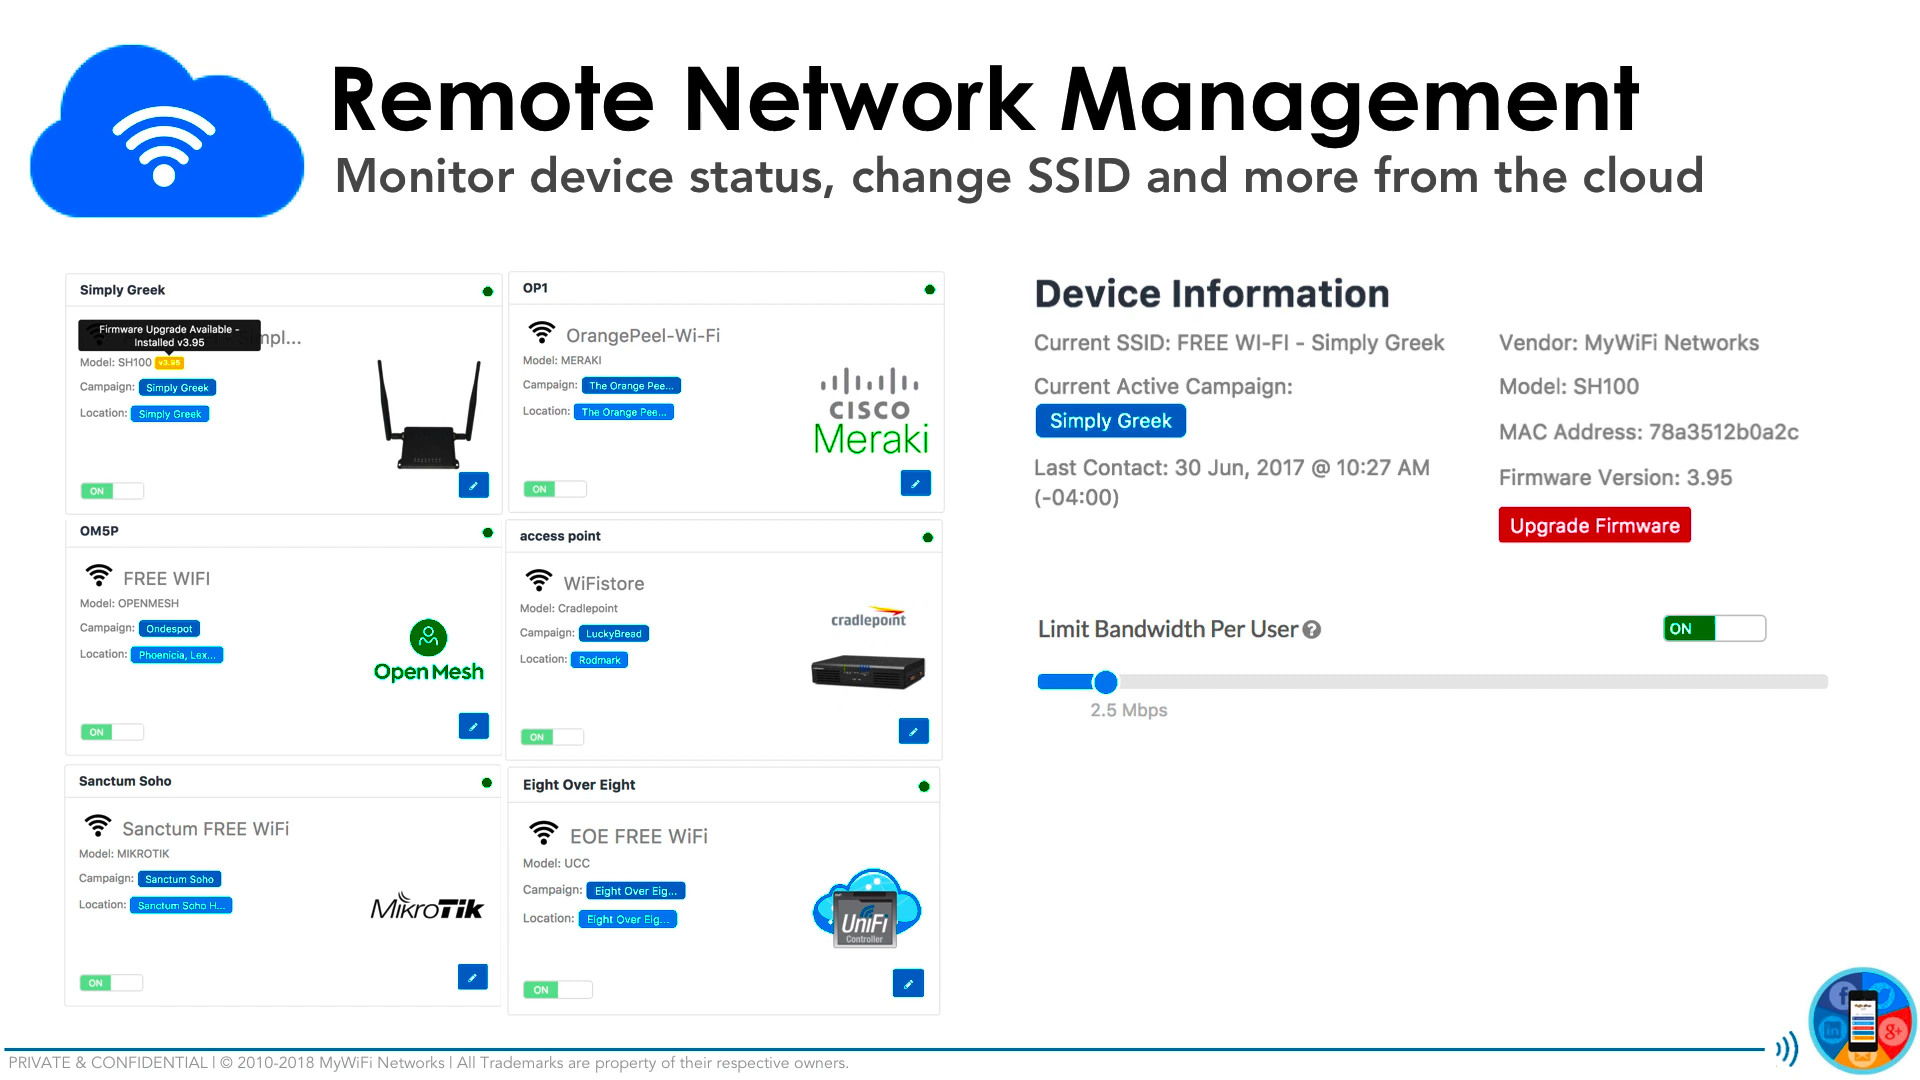 Remote Network Management
Monitor device status, change SSID and more from the cloud
Simply Greek
Firmware Upgrade Available -
Installed v3.95
mpl...
Model: SH100 v3.95
Campaign: Simply Greek
Location: Simply Greek
ON
OP1
OrangePeel-Wi-Fi
Model: MERAKI
Campaign: The Orange Pee...
Location: The Orange Pee...
CISCO
Meraki
ON
OM5P
FREE WIFI
Model: OPENMESH
Campaign: Ondespot
Location: Phoenicia, Lex...
Open Mesh
ON
access point
WiFistore
Model: Cradlepoint
Campaign: LuckyBread
Location: Rodmark
cradlepoint
ON
Sanctum Soho
Sanctum FREE WiFi
Model: MIKROTIK
Campaign: Sanctum Soho
Location: Sanctum Soho H...
MikroTik
ON
Eight Over Eight
EOE FREE WiFi
Model: UCC
Campaign: Eight Over Eig...
Location: Eight Over Eig...
UniFi
Controller
ON
Device Information
Current SSID: FREE WI-FI - Simply Greek
Current Active Campaign:
Simply Greek
Last Contact: 30 Jun, 2017 @ 10:27 AM
(-04:00)
Vendor: MyWiFi Networks
Model: SH100
MAC Address: 78a3512b0a2c
Firmware Version: 3.95
Upgrade Firmware
Limit Bandwidth Per User ?
ON
2.5 Mbps
PRIVATE & CONFIDENTIAL | © 2010-2018 MyWiFi Networks | All Trademarks are property of their respective owners.